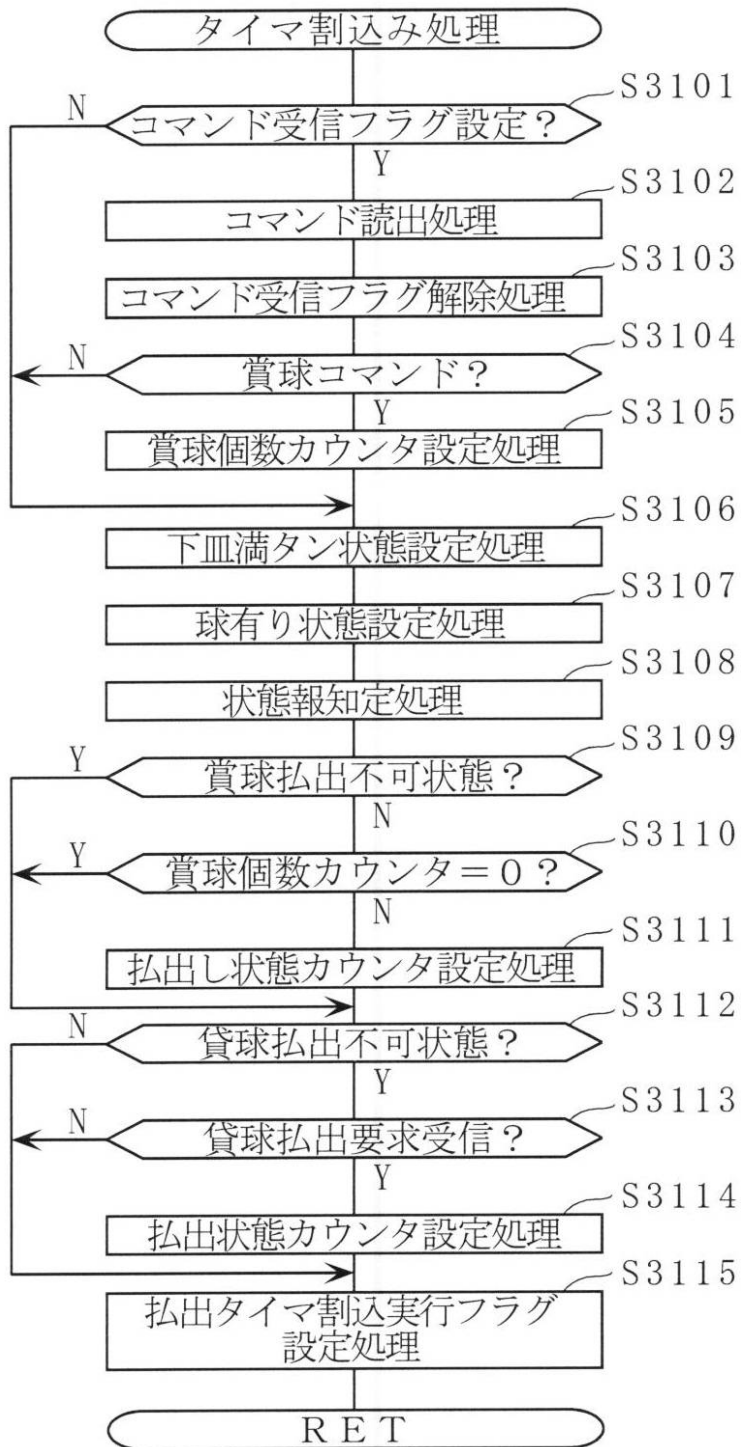 タイマ割込み処理
S3101
N
コマンド受信フラグ設定？
Y
S3102
コマンド読出処理
S3103
コマンド受信フラグ解除処理
S3104
N
賞球コマンド？
Y
S3105
賞球個数カウンタ設定処理
S3106
下皿満タン状態設定処理
S3107
球有り状態設定処理
S3108
状態報知定処理
S3109
Y
賞球払出不可状態？
N
S3110
Y
賞球個数カウンタ＝０？
N
S3111
払出し状態カウンタ設定処理
S3112
N
貸球払出不可状態？
Y
S3113
N
貸球払出要求受信？
Y
S3114
払出状態カウンタ設定処理
S3115
払出タイマ割込実行フラグ
設定処理
RET